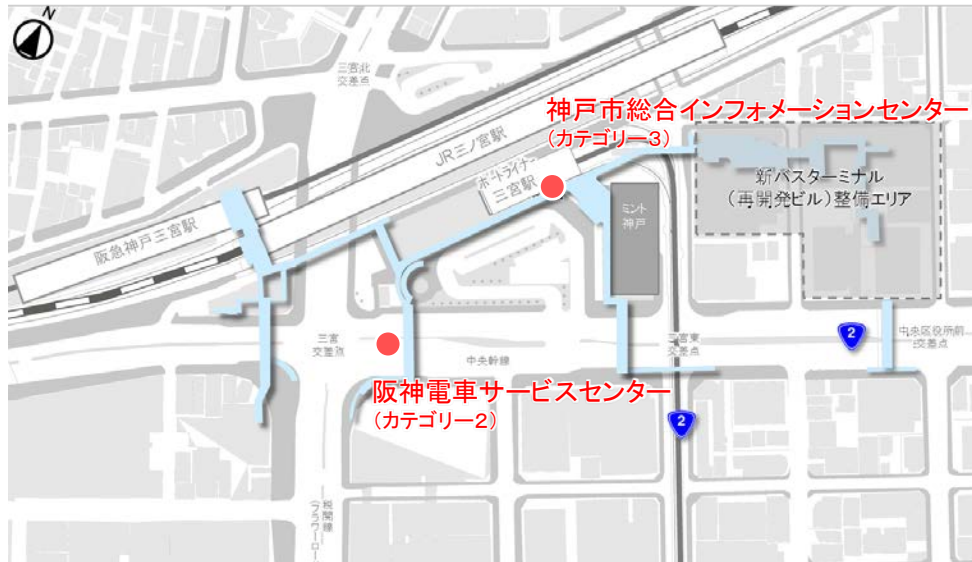 N
三宮北
交差点
神戸市総合インフォメーションセンター
(カテゴリー3)
JR三ノ宮駅
ポートライナー
三宮駅
ミント
神戸
新バスターミナル
(再開発ビル)整備エリア
阪急神戸三宮駅
三宮
交差点
中央幹線
三宮東
交差点
2
中央区役所前
交差点
阪神電車サービスセンター
(カテゴリー2)
2
税関線
(フラワーロード)